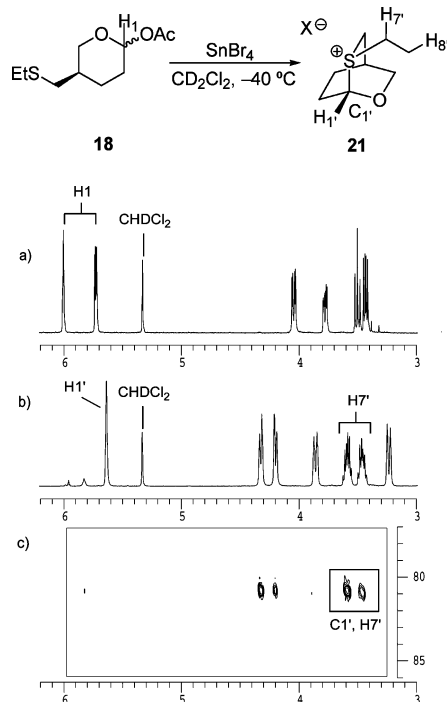 H1
OAc
O
EtS
SnBr4
CD2Cl2, –40 ºC
X⊖
H7'
H8'
S
+
O
H1'
C1'
18
21
a)
H1
CHDCl2
6
5
4
3
b)
H1'
CHDCl2
H7'
6
5
4
3
c)
80
C1', H7'
85
6
5
4
3